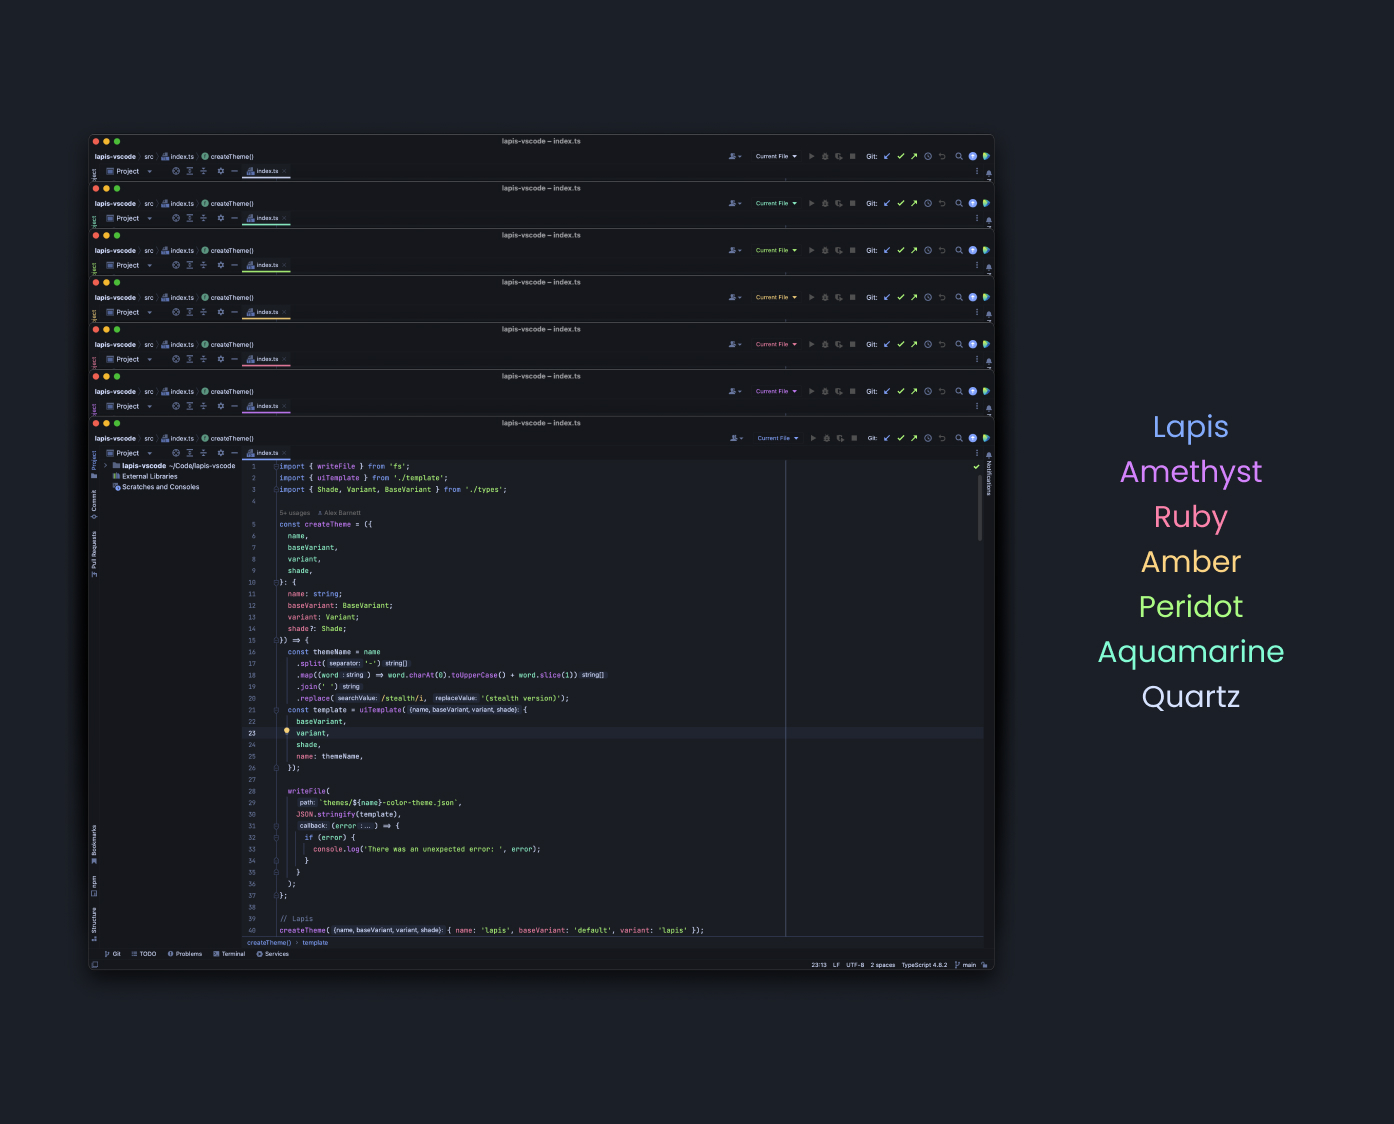 lapis-vscode – index.ts
lapis-vscode src index.ts createTheme() Current File Git:
Project index.ts
lapis-vscode – index.ts
lapis-vscode src index.ts createTheme() Current File Git:
Project index.ts
lapis-vscode – index.ts
lapis-vscode src index.ts createTheme() Current File Git:
Project index.ts
lapis-vscode – index.ts
lapis-vscode src index.ts createTheme() Current File Git:
Project index.ts
lapis-vscode – index.ts
lapis-vscode src index.ts createTheme() Current File Git:
Project index.ts
lapis-vscode – index.ts
lapis-vscode src index.ts createTheme() Current File Git:
Project index.ts
lapis-vscode – index.ts
lapis-vscode src index.ts createTheme() Current File Git:
Project index.ts
Project
Commit
Pull Requests
Bookmarks
npm
Structure
lapis-vscode ~/Code/lapis-vscode
External Libraries
Scratches and Consoles
1 import { writeFile } from 'fs';
2 import { uiTemplate } from './template';
3 import { Shade, Variant, BaseVariant } from './types';
4
5+ usages Alex Barnett
5 const createTheme = ({
6 name,
7 baseVariant,
8 variant,
9 shade,
10 }: {
11 name: string;
12 baseVariant: BaseVariant;
13 variant: Variant;
14 shade?: Shade;
15 }) => {
16 const themeName = name
17 .split( separator: '-') string[]
18 .map((word : string ) => word.charAt(0).toUpperCase() + word.slice(1)) string[]
19 .join(' ') string
20 .replace( searchValue: /stealth/i, replaceValue: '(stealth version)');
21 const template = uiTemplate( {name, baseVariant, variant, shade}: {
22 baseVariant,
23 variant,
24 shade,
25 name: themeName,
26 });
27
28 writeFile(
29 path: `themes/${name}-color-theme.json`,
30 JSON.stringify(template),
31 callback: (error : ... ) => {
32 if (error) {
33 console.log('There was an unexpected error: ', error);
34 }
35 }
36 );
37 };
38
39 // Lapis
40 createTheme( {name, baseVariant, variant, shade}: { name: 'lapis', baseVariant: 'default', variant: 'lapis' });
Notifications
createTheme() › template
Git TODO Problems Terminal Services
23:13 LF UTF-8 2 spaces TypeScript 4.8.2 main
Lapis
Amethyst
Ruby
Amber
Peridot
Aquamarine
Quartz